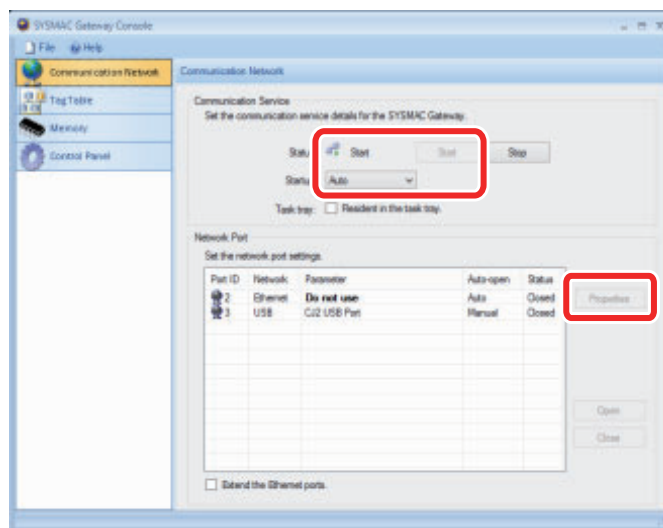 SYSMAC Gateway Console
File Help
Communication Network
Communication Network
Tag Table
Memory
Control Panel
Communication Service
Set the communication service details for the SYSMAC Gateway.
Status Start Start Stop
Startup Auto
Task tray: Resident in the task tray.
Network Port
Set the network port settings.
Port ID Network Parameter Auto-open Status
2 Ethernet Do not use Auto Closed
3 USB CJ2 USB Port Manual Closed
Properties
Open
Close
Extend the Ethernet ports.